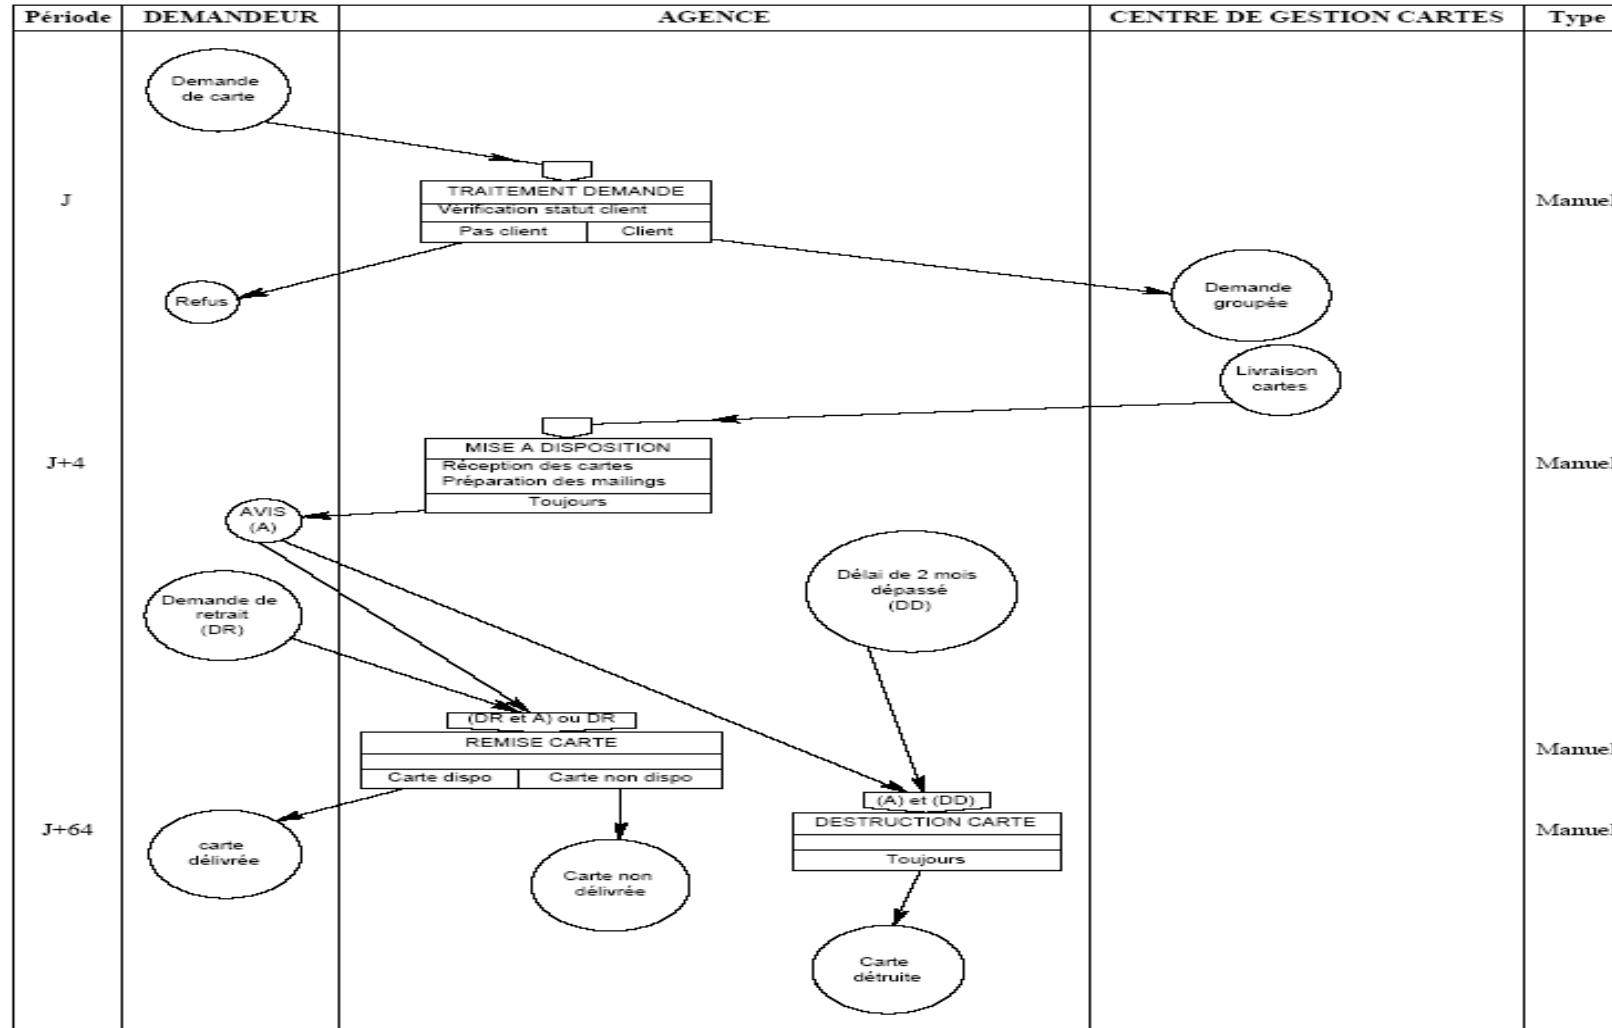 Période DEMANDEUR AGENCE CENTRE DE GESTION CARTES Type
Demande
de carte
TRAITEMENT DEMANDE
J
Manuel
Vérification statut client
Pas client Client
Refus
Demande
groupée
Livraison
cartes
MISE A DISPOSITION
J+4
Manuel
Réception des cartes
Préparation des mailings
Toujours
AVIS
(A)
Délai de 2 mois
dépassé
(DD)
Demande de
retrait
(DR)
(DR et A) ou DR
REMISE CARTE
Manuel
Carte dispo Carte non dispo
(A) et (DD)
DESTRUCTION CARTE
J+64
Manuel
Toujours
carte
délivrée
Carte non
délivrée
Carte
détruite